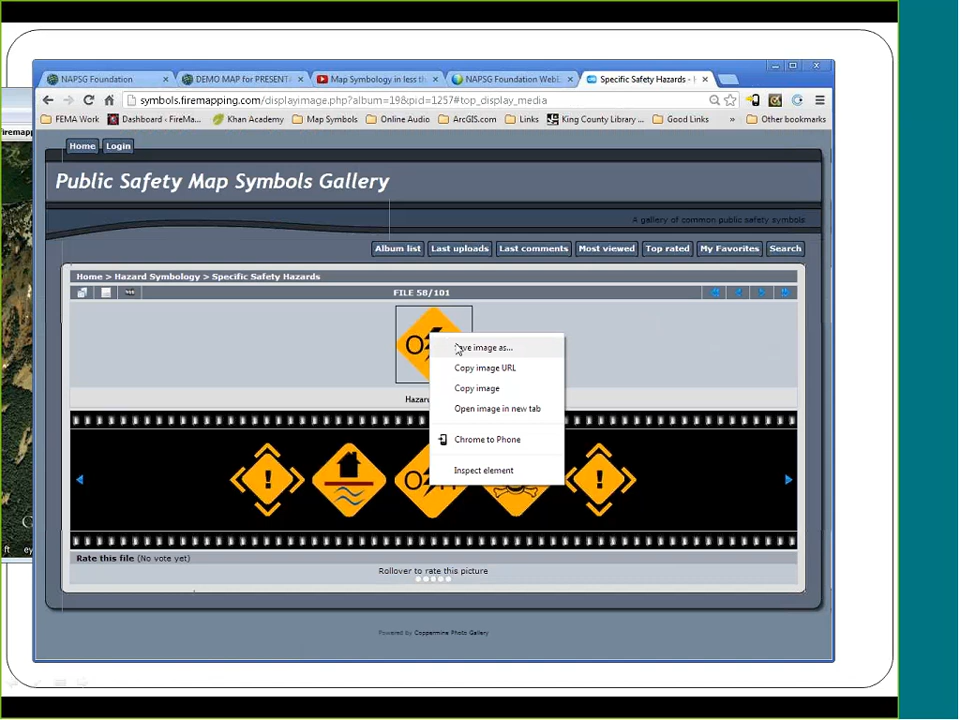 NAPSG Foundation
DEMO MAP for PRESENTA
Map Symbology in less th
NAPSG Foundation Webi
Specific Safety Hazards -
symbols.firemapping.com/displayimage.php?album=19&pid=1257#top_display_media
FEMA Work
Dashboard - FireMa...
Khan Academy
Map Symbols
Online Audio
ArcGIS.com
Links
King County Library ...
Good Links
»
Other bookmarks
firemapp
Home
Login
Public Safety Map Symbols Gallery
A gallery of common public safety symbols
Album list
Last uploads
Last comments
Most viewed
Top rated
My Favorites
Search
Home > Hazard Symbology > Specific Safety Hazards
FILE 58/101
O
image as...
Copy image URL
Copy image
Hazar
Open image in new tab
Chrome to Phone
Inspect element
!
!
Rate this file (No vote yet)
Rollover to rate this picture
Powered by Coppermine Photo Gallery
ft ey